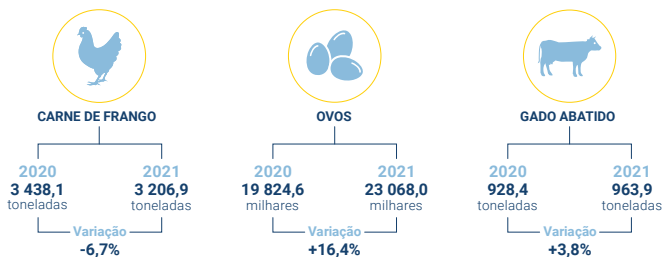 CARNE DE FRANGO
2020
3 438,1
toneladas
2021
3 206,9
toneladas
Variação
-6,7%
OVOS
2020
19 824,6
milhares
2021
23 068,0
milhares
Variação
+16,4%
GADO ABATIDO
2020
928,4
toneladas
2021
963,9
toneladas
Variação
+3,8%